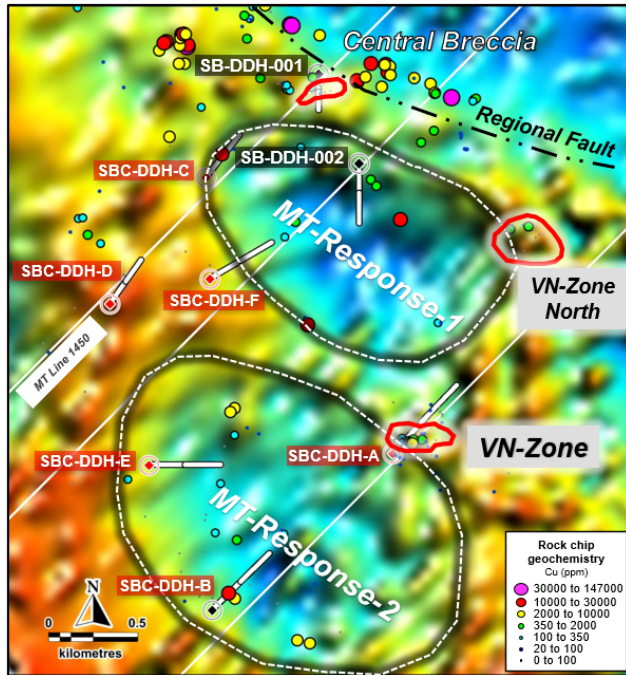 Central Breccia
SB-DDH-001
Regional Fault
SB-DDH-002
SBC-DDH-C
MT-Response-1
SBC-DDH-D
SBC-DDH-F
VN-Zone
North
MT Line 1450
VN-Zone
SBC-DDH-E
SBC-DDH-A
MT-Response-2
SBC-DDH-B
N
0 0.5
kilometres
Rock chip
geochemistry
Cu (ppm)
30000 to 147000
10000 to 30000
2000 to 10000
350 to 2000
100 to 350
20 to 100
0 to 100